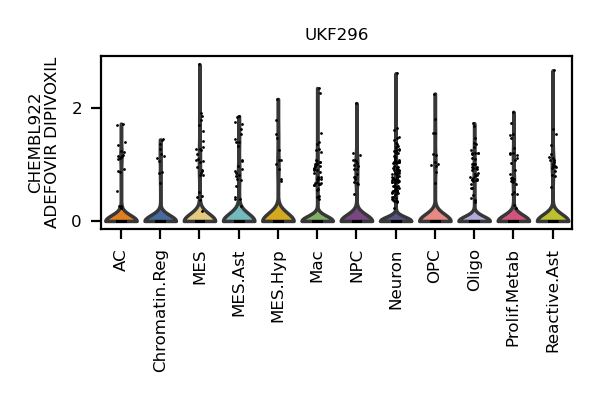 UKF296
CHEMBL922
ADEFOVIR DIPIVOXIL
2
0
AC
Chromatin.Reg
MES
MES.Ast
MES.Hyp
Mac
NPC
Neuron
OPC
Oligo
Prolif.Metab
Reactive.Ast